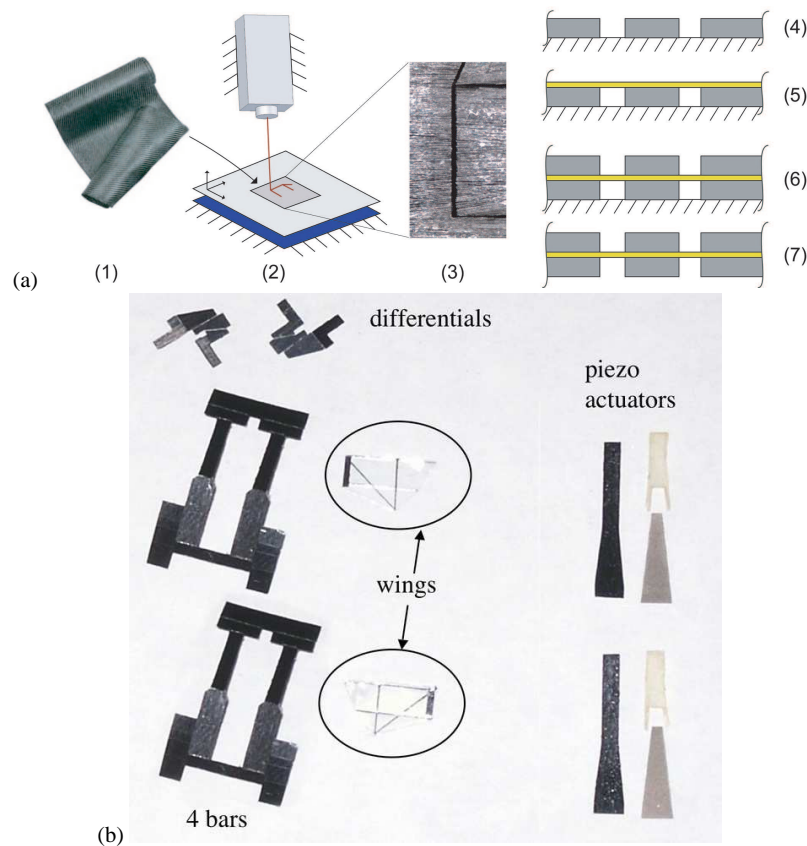 (1)
(2)
(3)
(4)
(5)
(6)
(7)
(a)
differentials
piezo
actuators
wings
4 bars
(b)